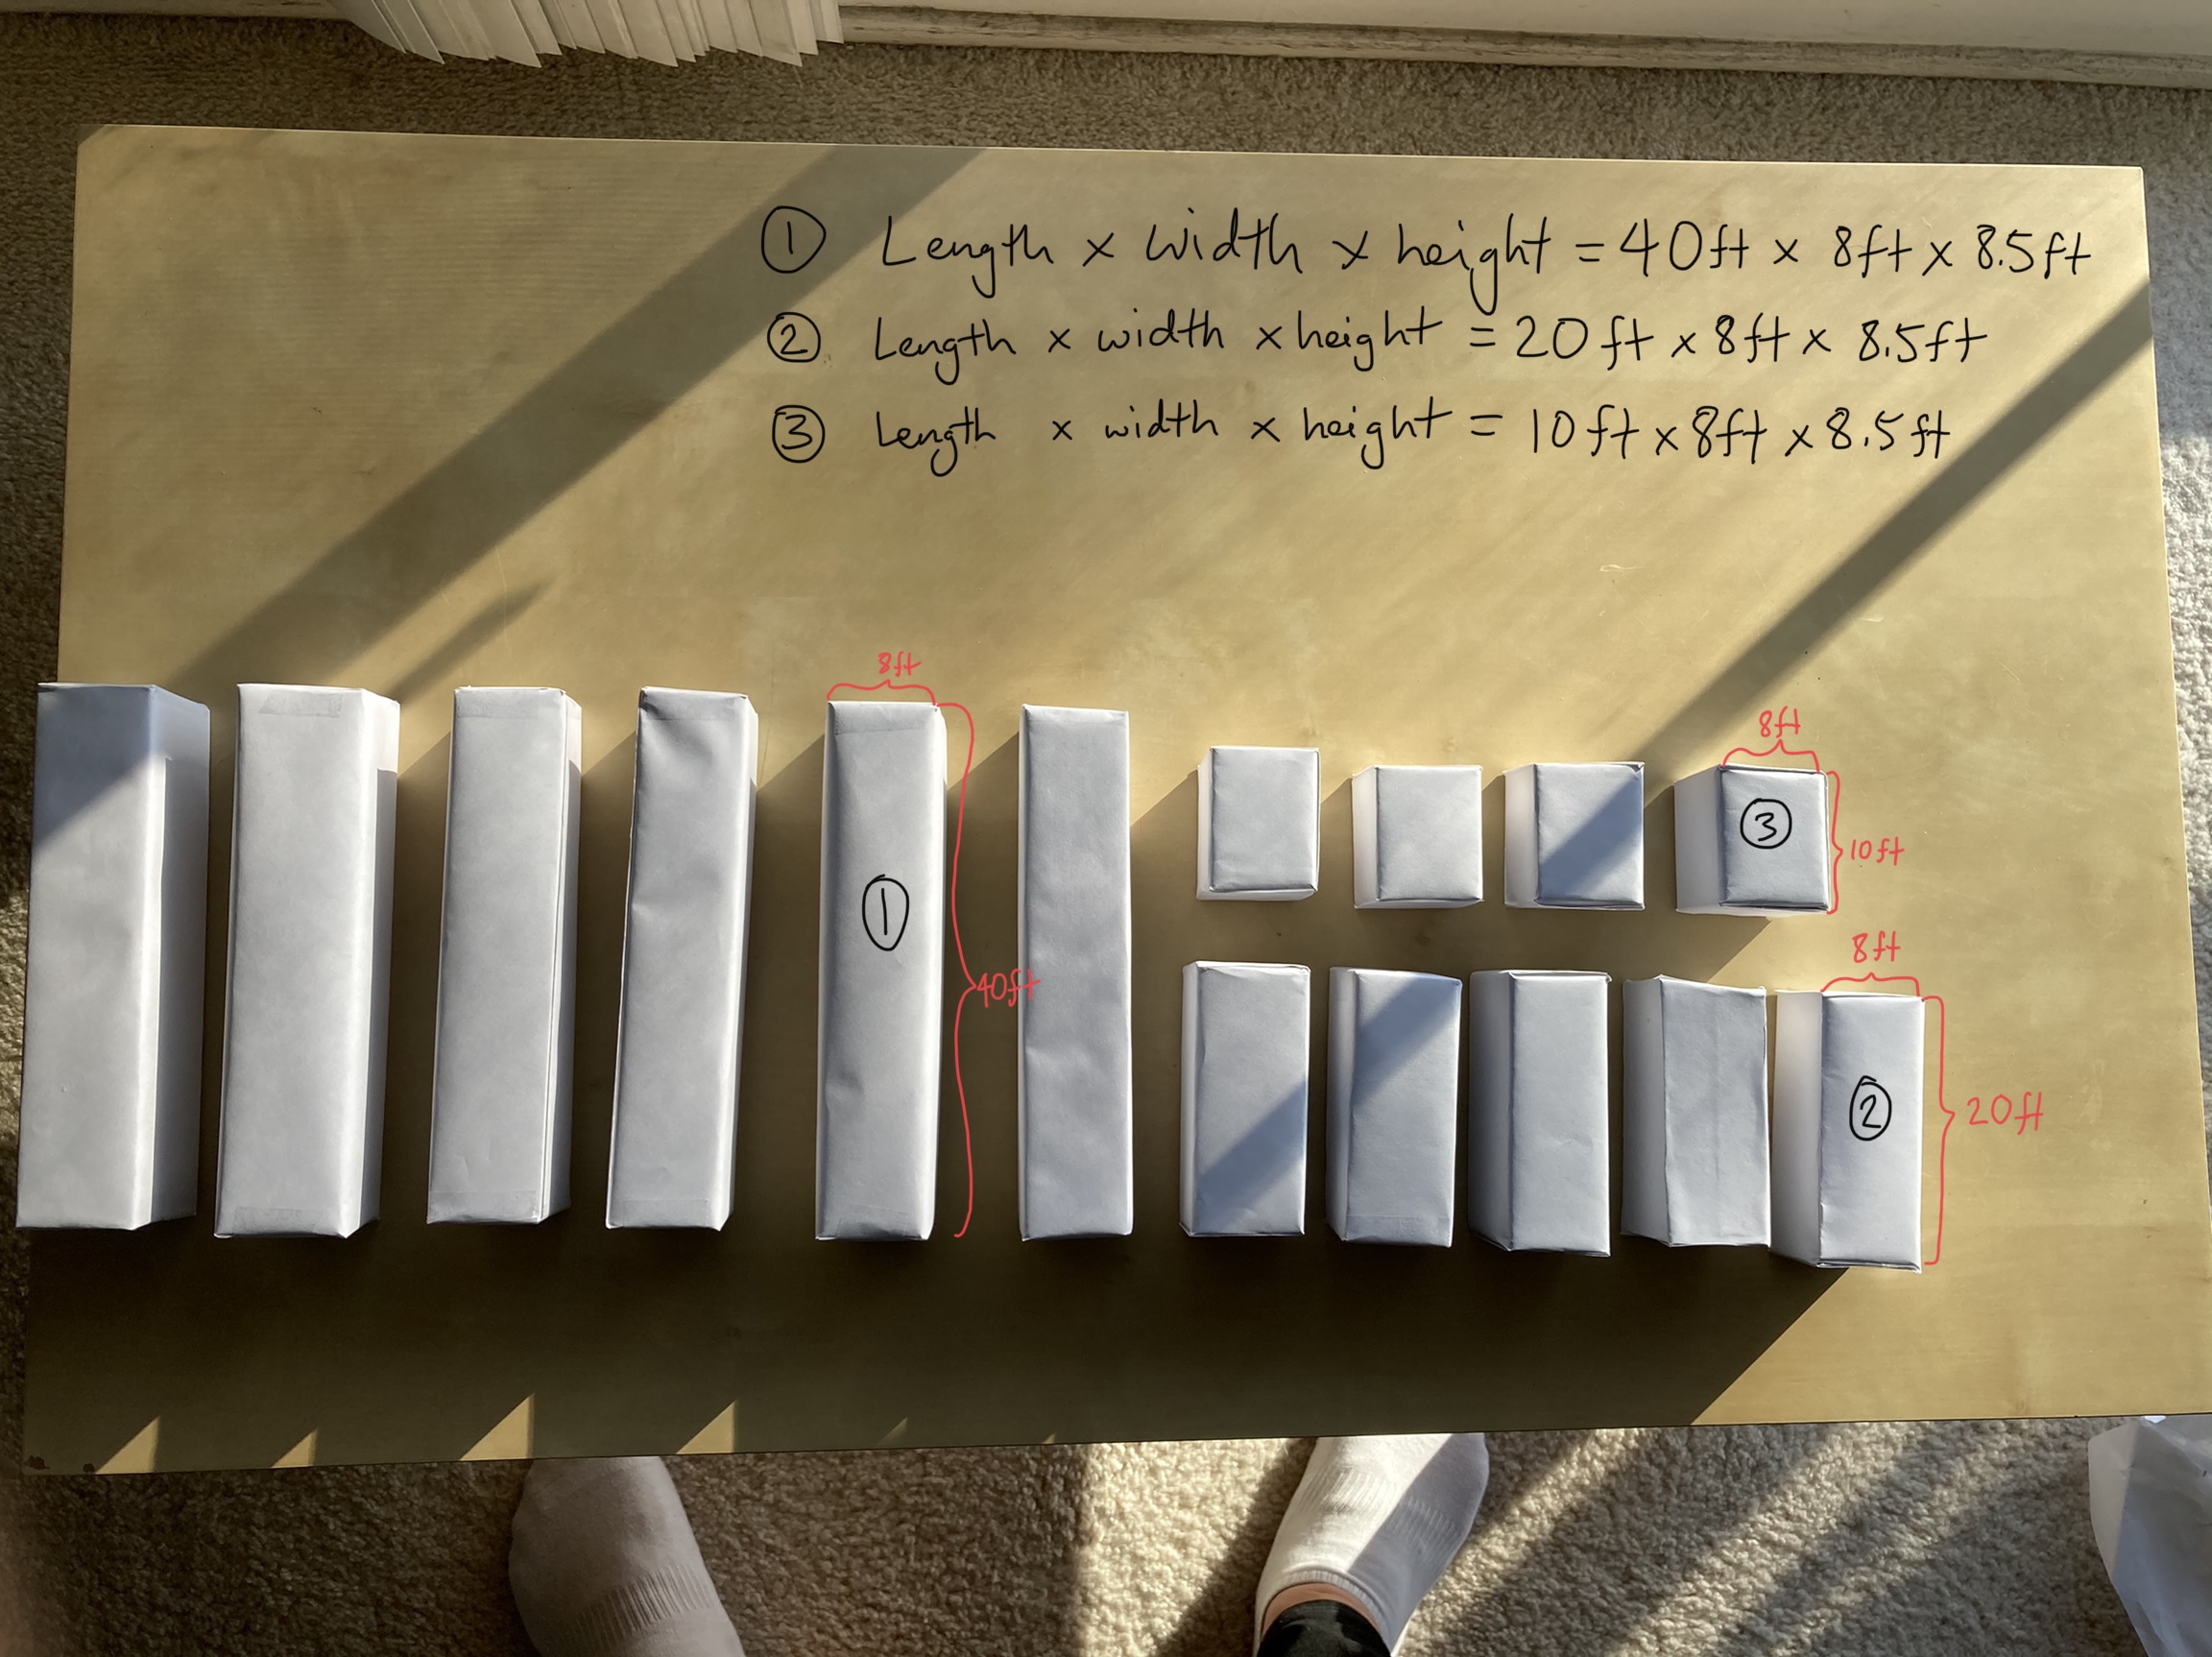 ① Length x width x height = 40ft x 8ft x 8.5ft
② Length x width x height = 20ft x 8ft x 8.5ft
③ Length x width x height = 10ft x 8ft x 8.5ft
8ft
①
40ft
8ft
③
10ft
8ft
②
20ft